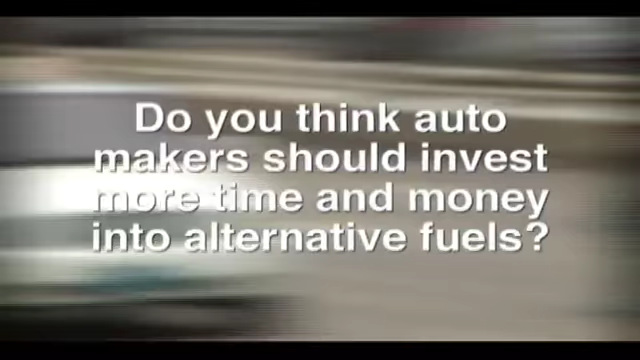 Do you think auto
makers should invest
more time and money
into alternative fuels?